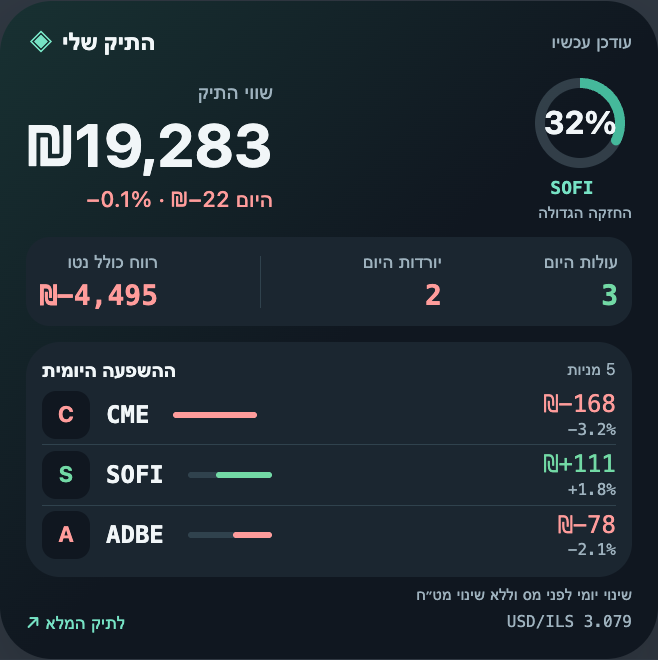 התיק שלי
עודכן עכשיו
שווי התיק
₪19,283
היום ₪−22 · −0.1%
32%
SOFI
החזקה הגדולה
עולות היום
3
יורדות היום
2
רווח כולל נטו
₪−4,495
ההשפעה היומית
5 מניות
C CME ₪−168
−3.2%
S SOFI ₪+111
+1.8%
A ADBE ₪−78
−2.1%
שינוי יומי לפני מס וללא שינוי מט״ח
USD/ILS 3.079
לתיק המלא ↗